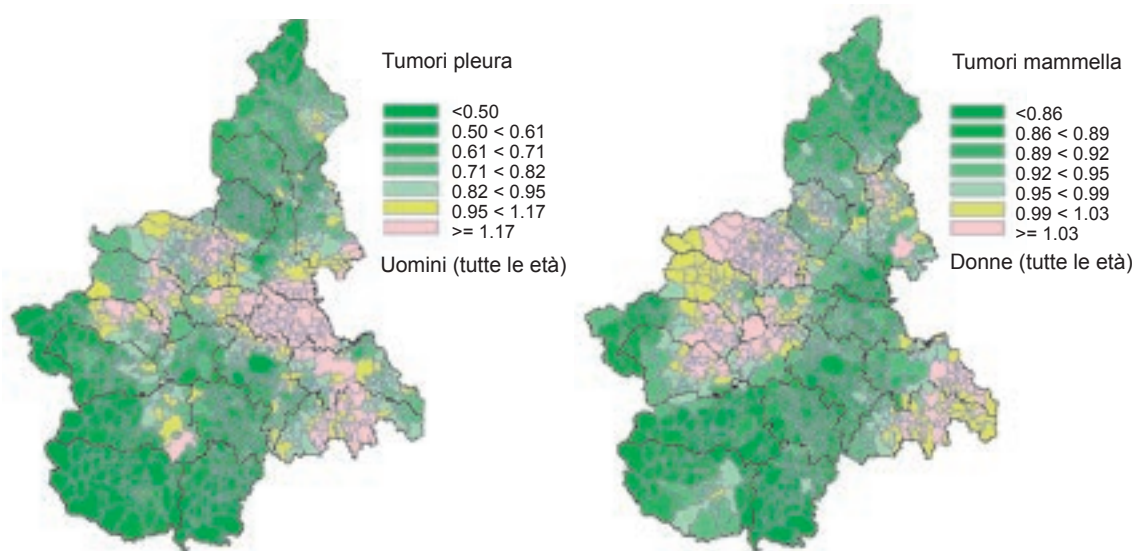 Tumori pleura
<0.50
0.50 < 0.61
0.61 < 0.71
0.71 < 0.82
0.82 < 0.95
0.95 < 1.17
>= 1.17
Uomini (tutte le età)
Tumori mammella
<0.86
0.86 < 0.89
0.89 < 0.92
0.92 < 0.95
0.95 < 0.99
0.99 < 1.03
>= 1.03
Donne (tutte le età)